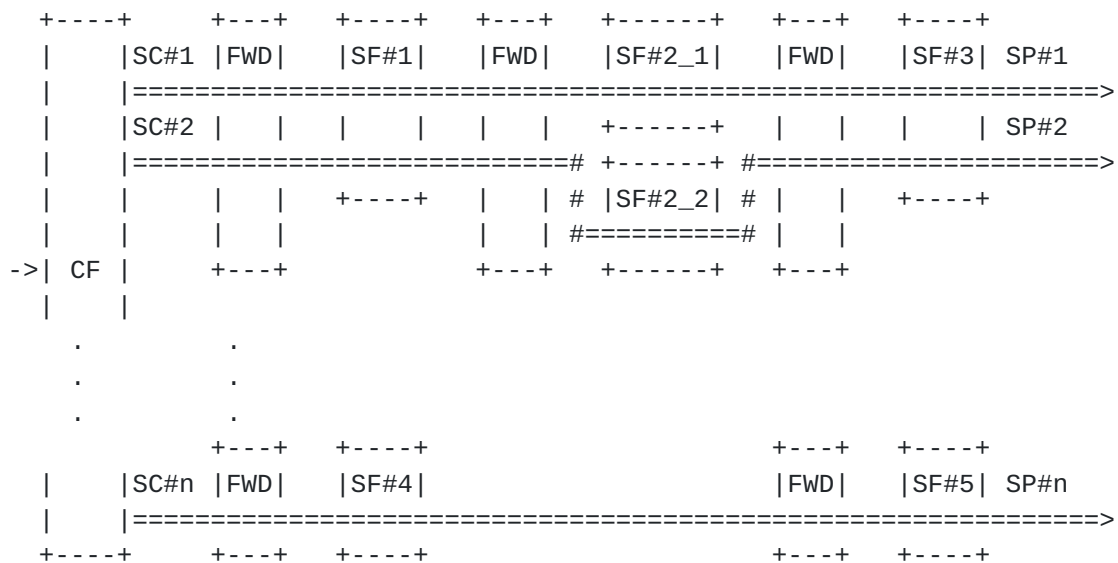 +----+     +---+   +----+   +---+   +------+   +---+   +----+
|    |SC#1 |FWD|   |SF#1|   |FWD|   |SF#2_1|   |FWD|   |SF#3| SP#1
|    |==============================================================>
|    |SC#2 |   |   |    |   |   |   +------+   |   |   |    | SP#2
|    |============================# +------+ #======================>
|    |     |   |   +----+   |   | # |SF#2_2| # |   |   +----+
|    |     |   |            |   | #==========# |   |
->| CF |     +---+            +---+   +------+   +---+
|    |
.         .
.         .
.         .
+---+   +----+                      +---+   +----+
|    |SC#n |FWD|   |SF#4|                      |FWD|   |SF#5| SP#n
|    |==============================================================>
+----+     +---+   +----+                      +---+   +----+